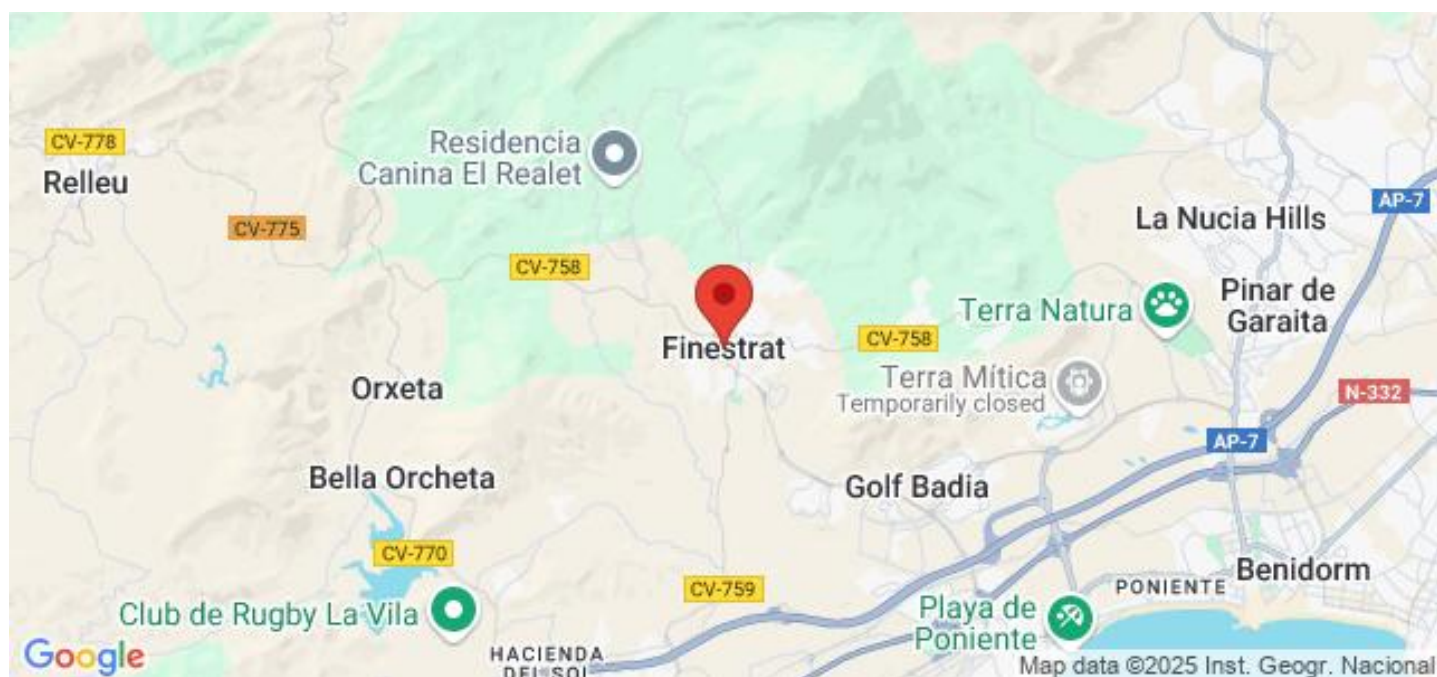 CV-778
Relleu
Residencia
Canina El Realet
CV-775
CV-758
AP-7
La Nucia Hills
Pinar de
Garaita
Terra Natura
Finestrat
CV-758
Terra Mítica
Temporarily closed
Orxeta
N-332
AP-7
Bella Orcheta
Golf Badia
CV-770
CV-759
Benidorm
PONIENTE
Club de Rugby La Vila
Playa de
Poniente
HACIENDA
DEL SOL
Google
Map data ©2025 Inst. Geogr. Nacional